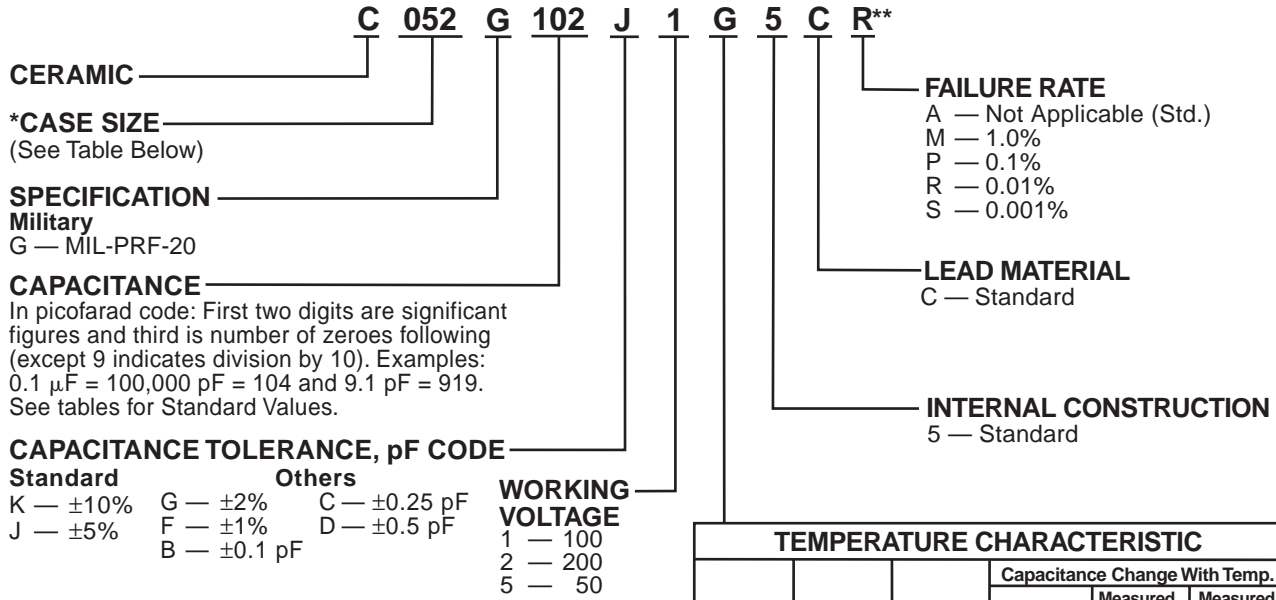 C 052 G 102 J 1 G 5 C R**
CERAMIC
*CASE SIZE
(See Table Below)
SPECIFICATION
Military
G — MIL-PRF-20
CAPACITANCE
In picofarad code: First two digits are significant
figures and third is number of zeroes following
(except 9 indicates division by 10). Examples:
0.1 μF = 100,000 pF = 104 and 9.1 pF = 919.
See tables for Standard Values.
CAPACITANCE TOLERANCE, pF CODE
Standard Others
K — ±10% G — ±2% C — ±0.25 pF
J — ±5% F — ±1% D — ±0.5 pF
B — ±0.1 pF
WORKING
VOLTAGE
1 — 100
2 — 200
5 — 50
FAILURE RATE
A — Not Applicable (Std.)
M — 1.0%
P — 0.1%
R — 0.01%
S — 0.001%
LEAD MATERIAL
C — Standard
INTERNAL CONSTRUCTION
5 — Standard
TEMPERATURE CHARACTERISTIC
Capacitance Change With Temp.
Measured Measured